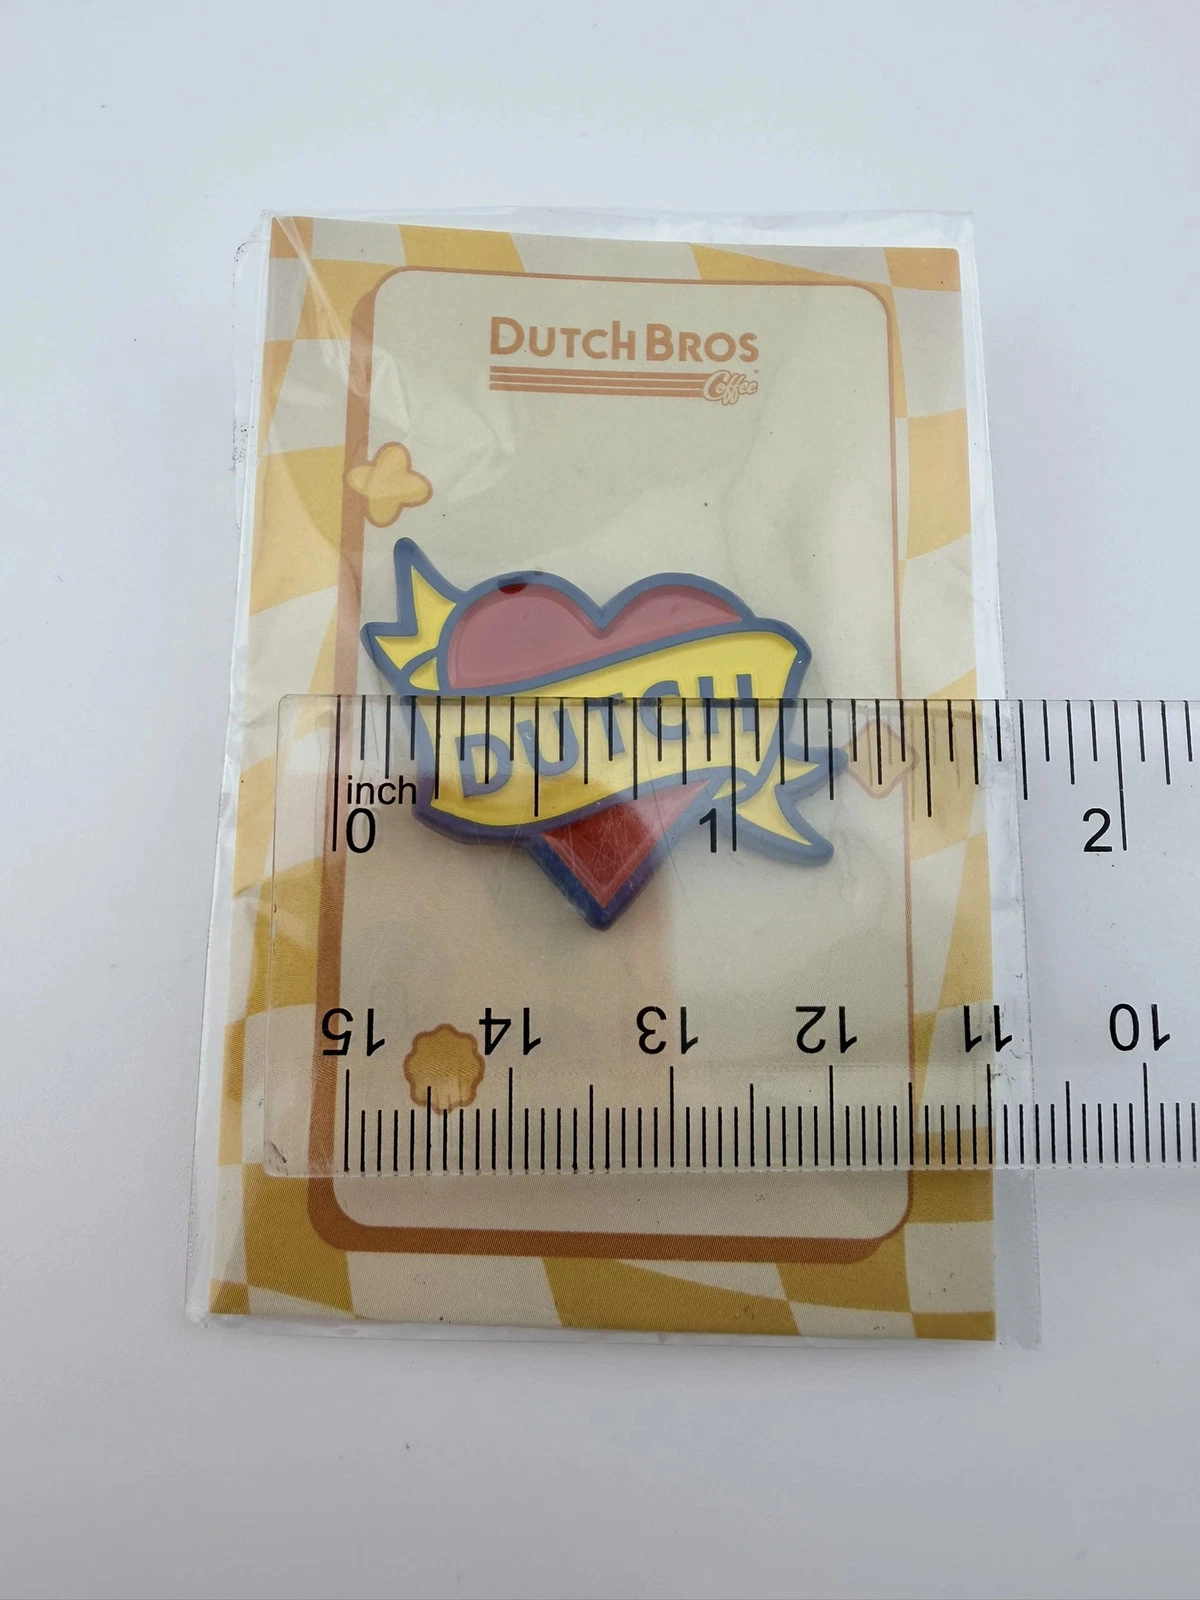 DUTCH BROS
Coffee
DUTCH
inch
0 1 2
15 14 13 12 11 10